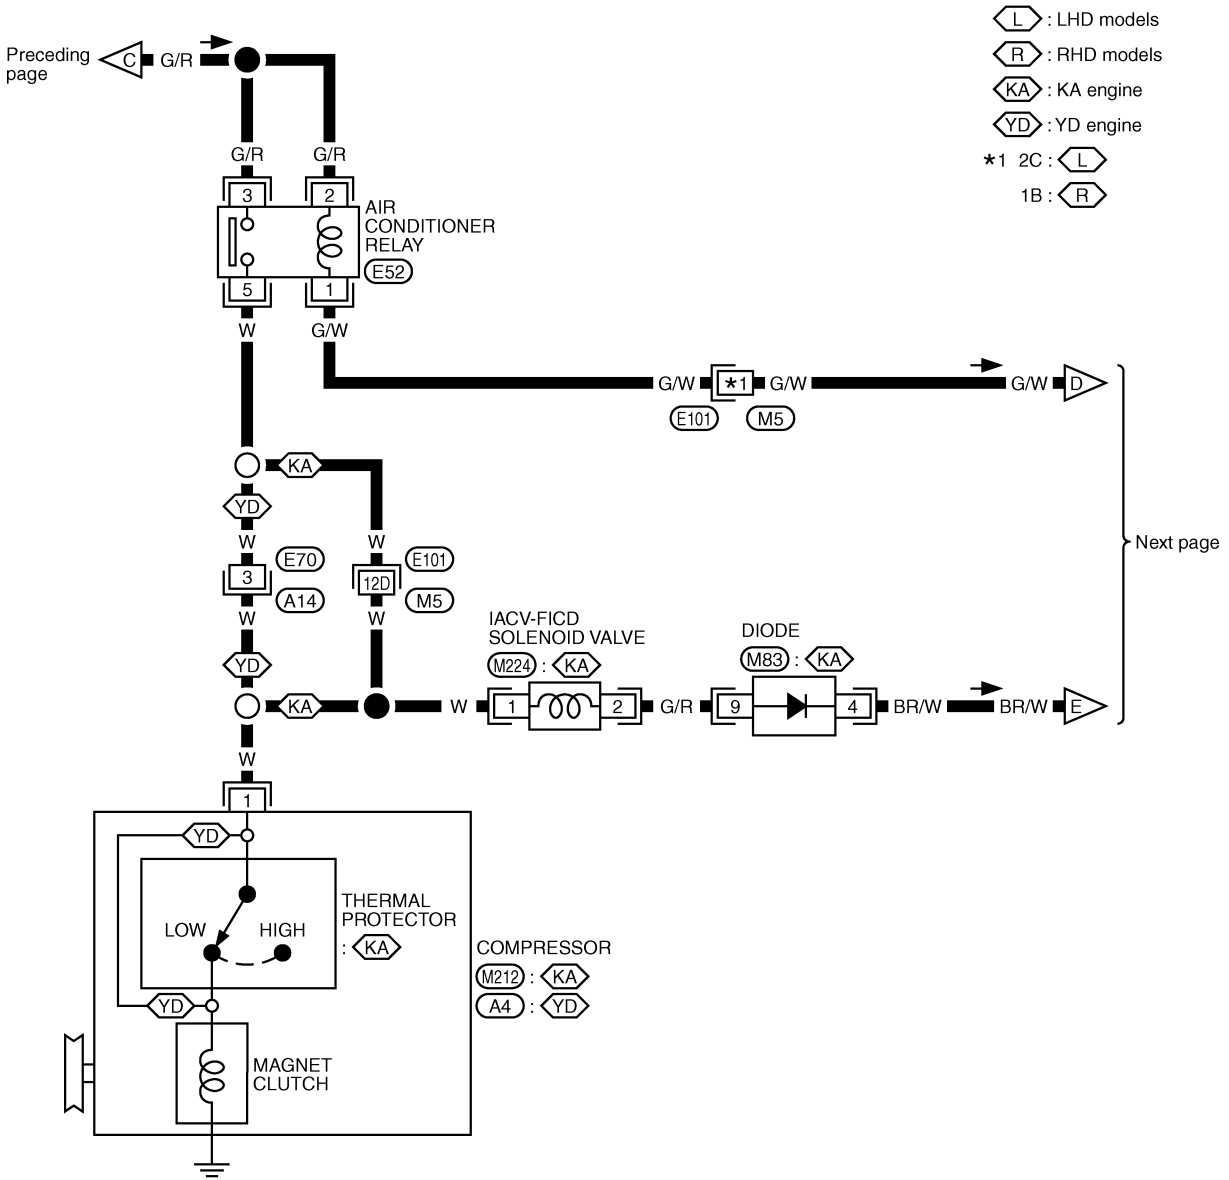 L : LHD models
R : RHD models
KA : KA engine
YD : YD engine
*1 2C : L
1B : R
Preceding
page
C G/R
G/R G/R
3 2
AIR
CONDITIONER
RELAY
E52
5 1
W G/W
G/W *1 G/W G/W D
E101 M5
KA
YD
W W
E70 E101
3 12D
A14 M5
W W
Next page
IACV-FICD
SOLENOID VALVE
M224 : KA
DIODE
M83 : KA
YD
KA W 1 2 G/R 9 4 BR/W BR/W E
W
1
YD
THERMAL
PROTECTOR
: KA
LOW HIGH
COMPRESSOR
M212 : KA
A4 : YD
YD
MAGNET
CLUTCH